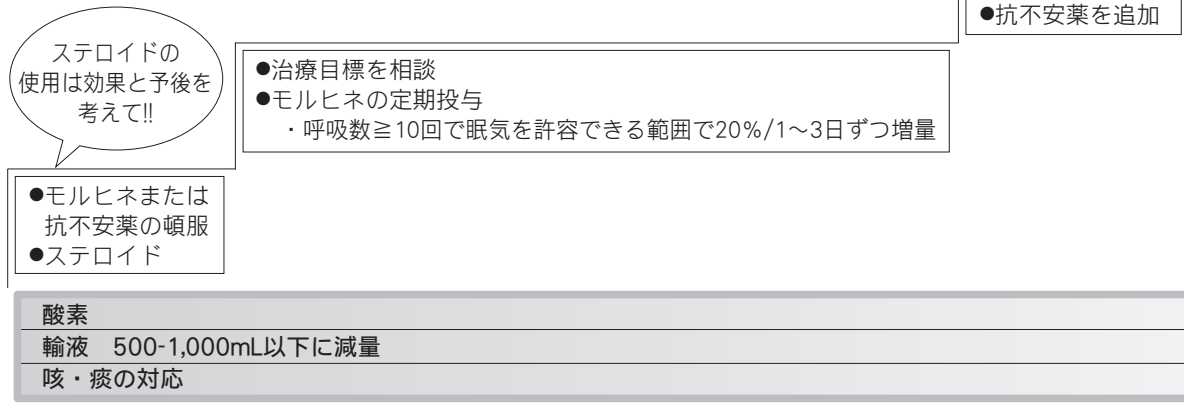 ●抗不安薬を追加
ステロイドの
使用は効果と予後を
考えて!!
●治療目標を相談
●モルヒネの定期投与
・呼吸数≧10回で眠気を許容できる範囲で20%/1〜3日ずつ増量
●モルヒネまたは
抗不安薬の頓服
●ステロイド
酸素
輸液　500-1,000mL以下に減量
咳・痰の対応